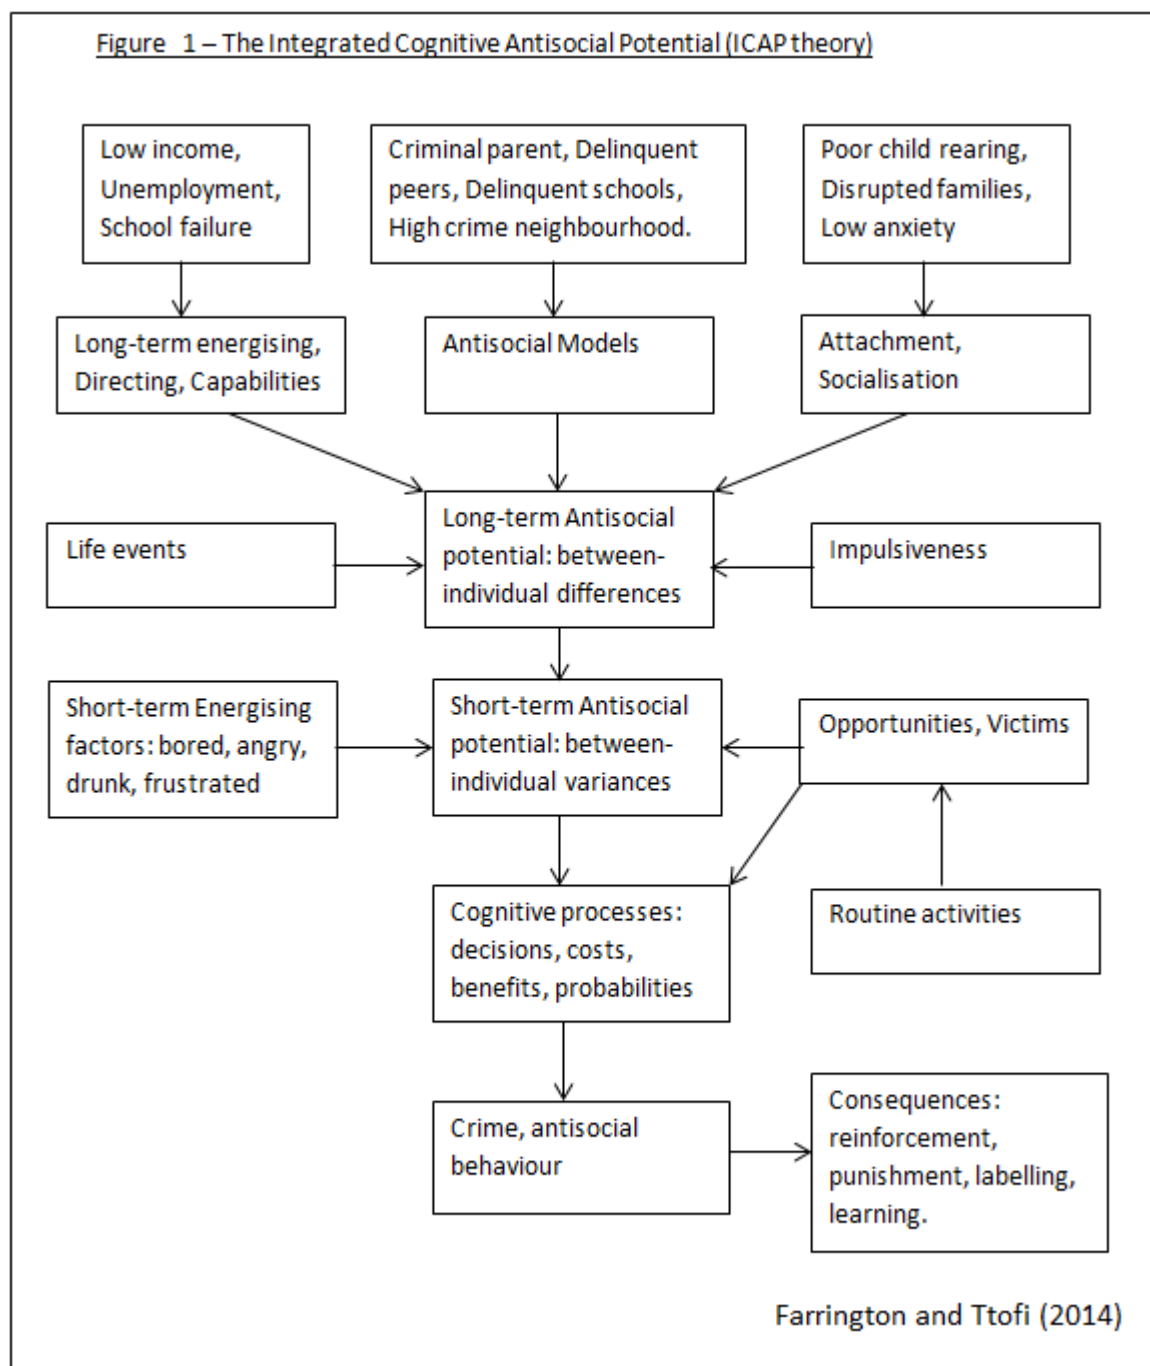 Figure 1 – The Integrated Cognitive Antisocial Potential (ICAP theory)
Low income,
Unemployment,
School failure
Criminal parent, Delinquent
peers, Delinquent schools,
High crime neighbourhood.
Poor child rearing,
Disrupted families,
Low anxiety
Long-term energising,
Directing, Capabilities
Antisocial Models
Attachment,
Socialisation
Life events
Long-term Antisocial
potential: between-
individual differences
Impulsiveness
Short-term Energising
factors: bored, angry,
drunk, frustrated
Short-term Antisocial
potential: between-
individual variances
Opportunities, Victims
Cognitive processes:
decisions, costs,
benefits, probabilities
Routine activities
Crime, antisocial
behaviour
Consequences:
reinforcement,
punishment, labelling,
learning.
Farrington and Ttofi (2014)